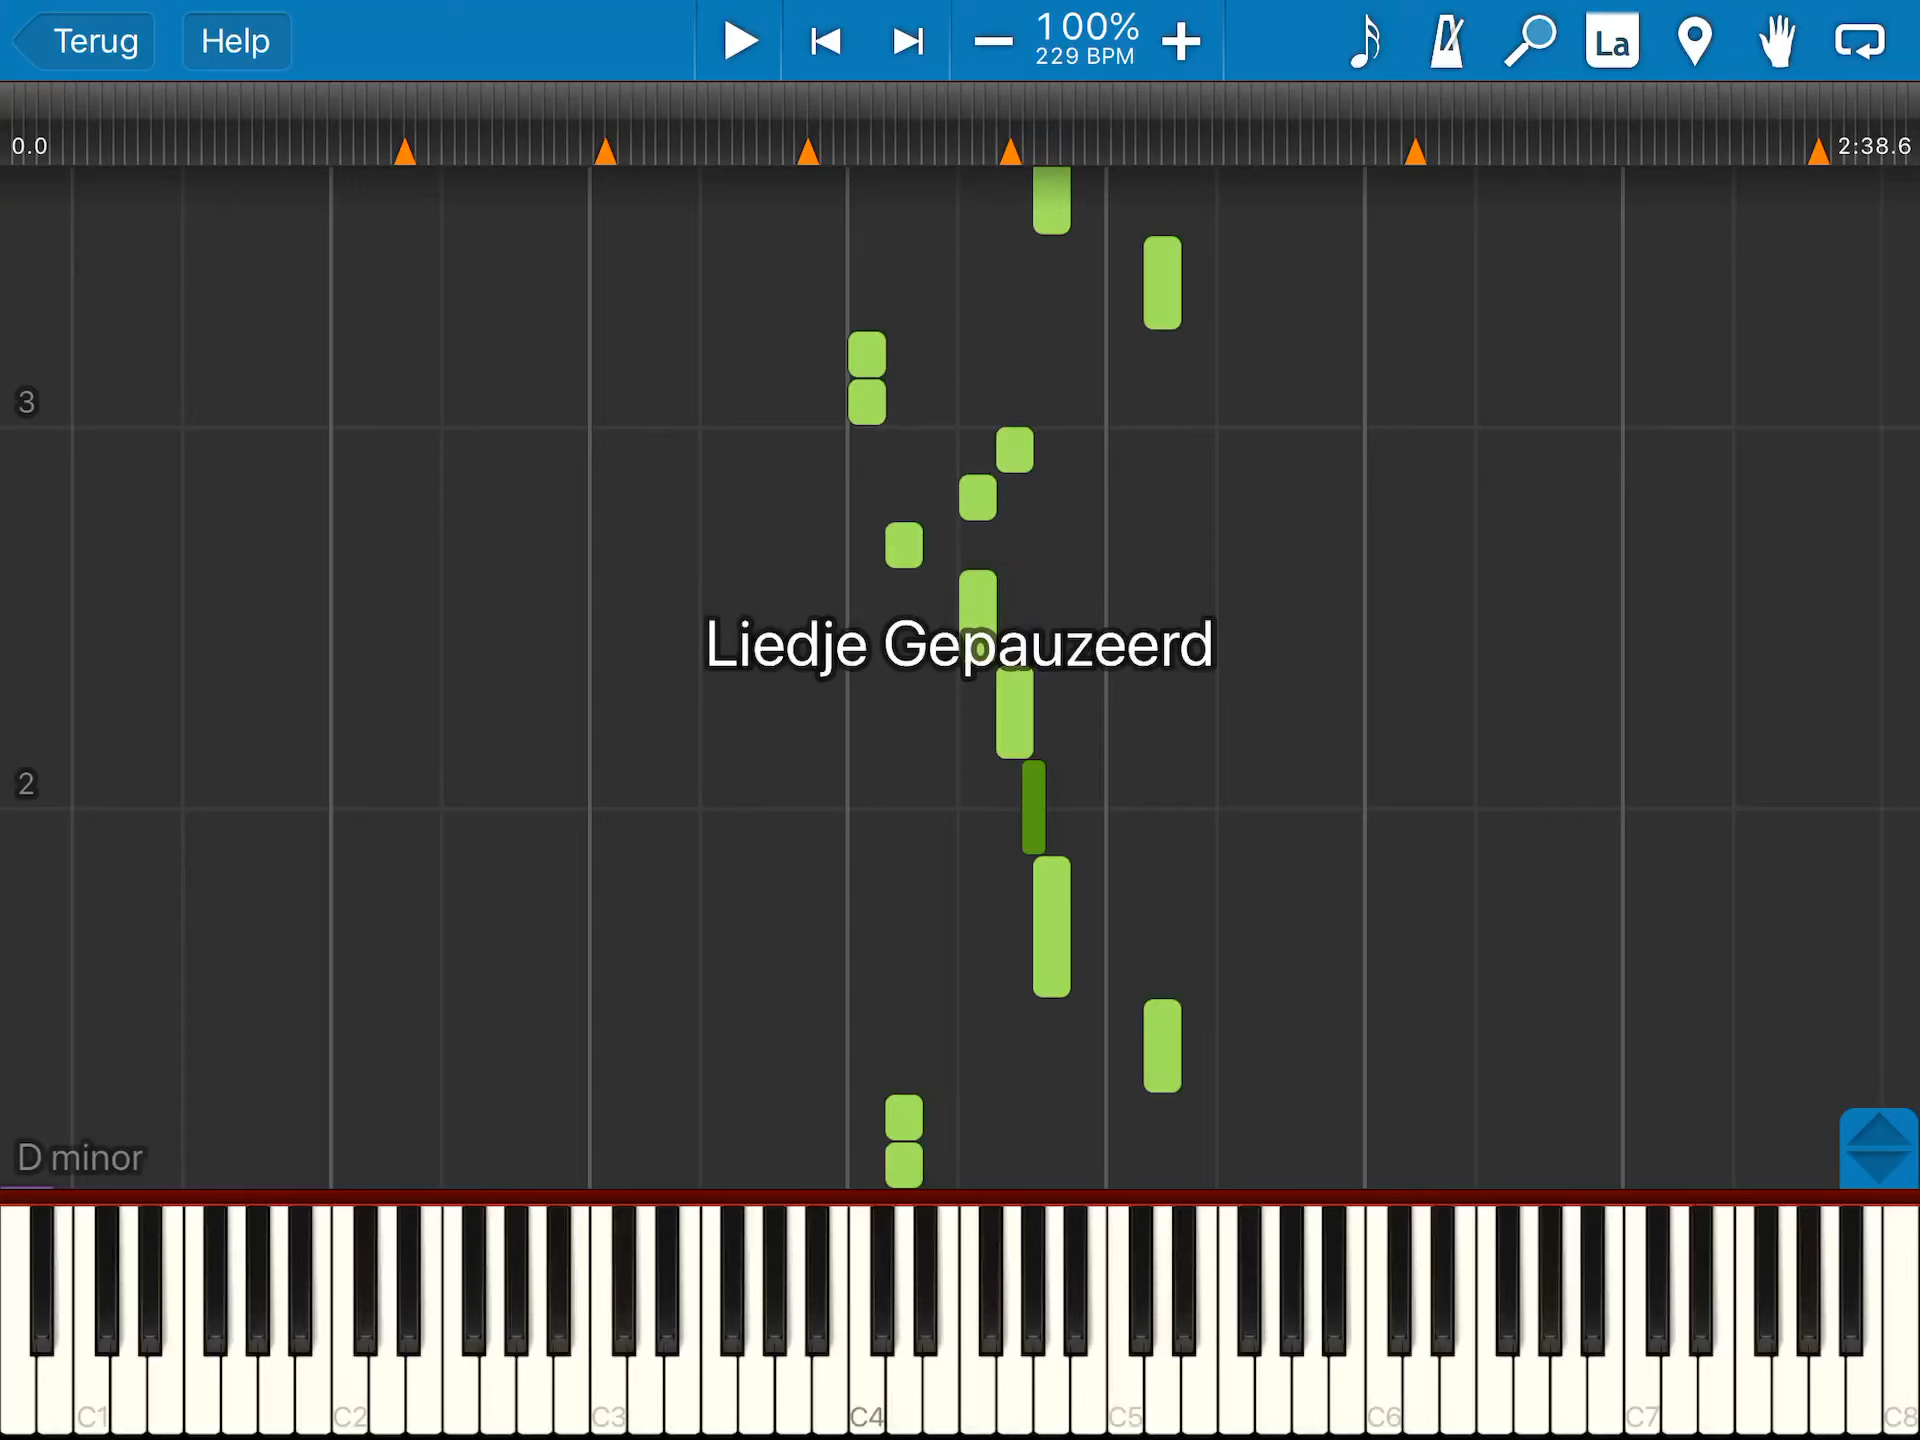 Terug
Help
100%
229 BPM
La
0.0
2:38.6
3
Liedje Gepauzeerd
2
D minor
C1 C2 C3 C4 C5 C6 C7 C8